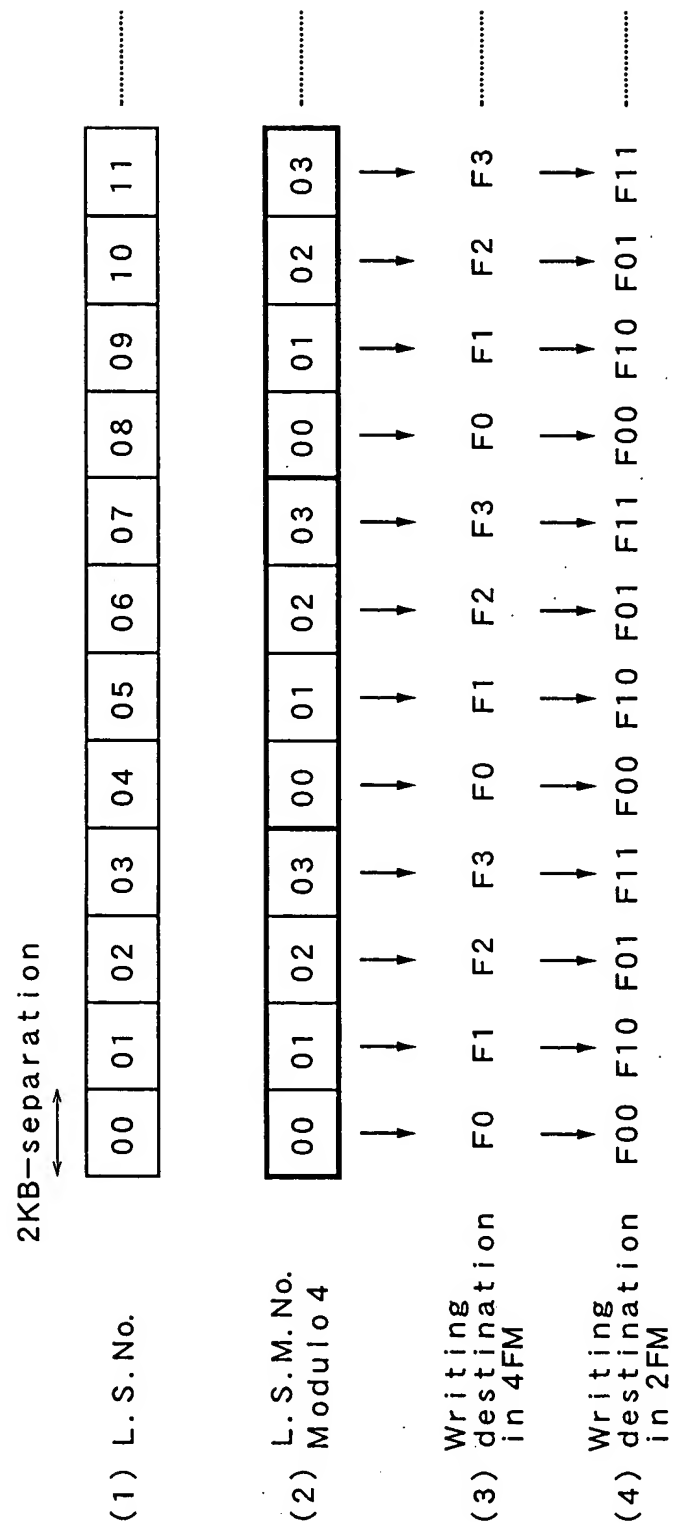 2KB—separation
(1) L.S.No. 00 01 02 03 04 05 06 07 08 09 10 11
(2) L.S.M.No. Modulo4 00 01 02 03 00 01 02 03 00 01 02 03
(3) Writing destination in 4FM F0 F1 F2 F3 F0 F1 F2 F3 F0 F1 F2 F3
(4) Writing destination in 2FM F00 F10 F01 F11 F00 F10 F01 F11 F00 F10 F01 F11